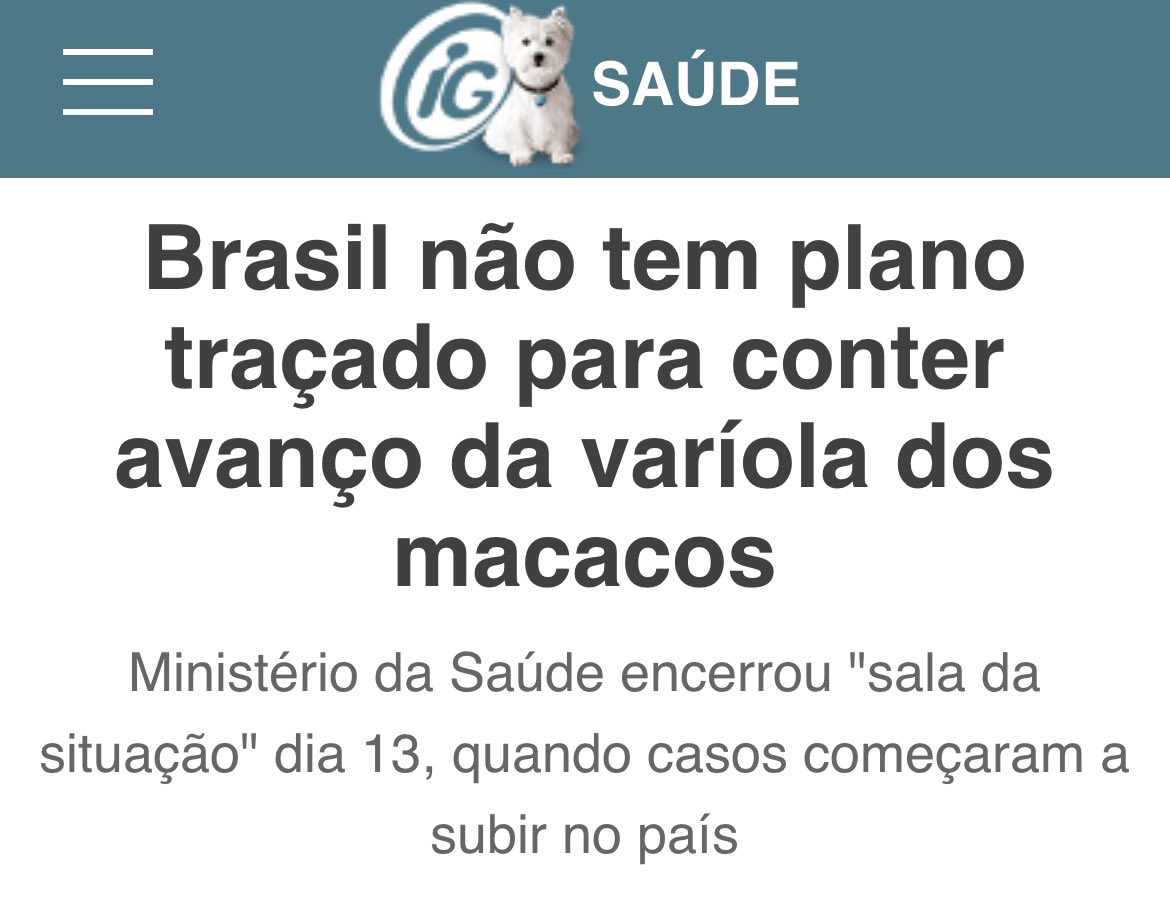 iG SAÚDE
Brasil não tem plano
traçado para conter
avanço da varíola dos
macacos
Ministério da Saúde encerrou "sala da
situação" dia 13, quando casos começaram a
subir no país